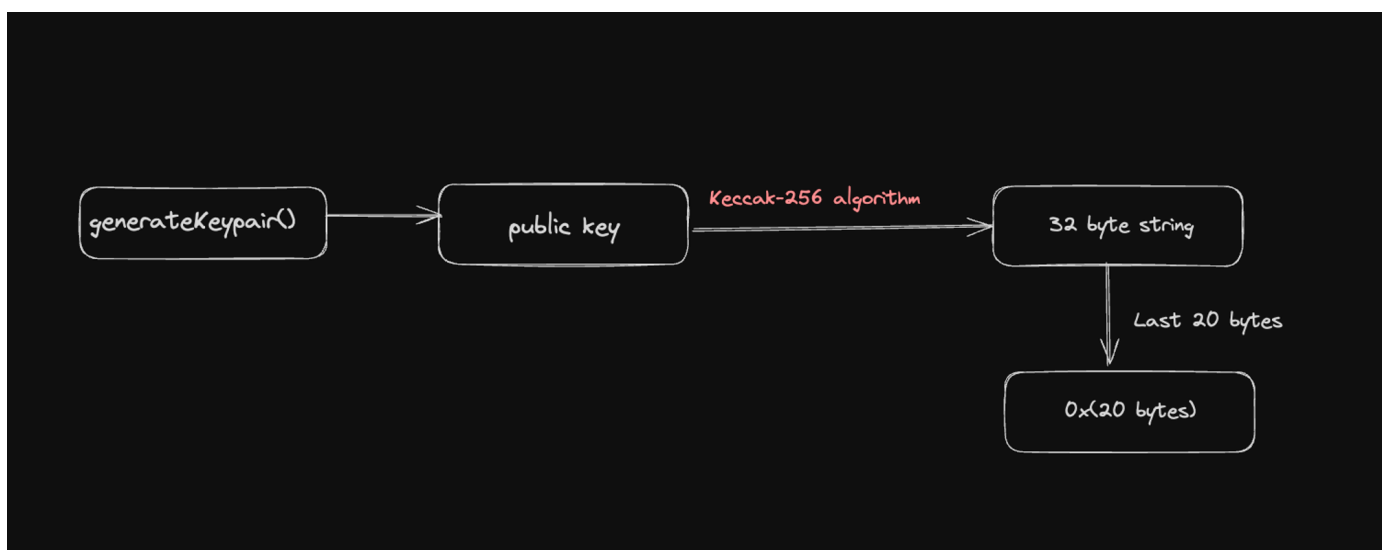 generateKeypair()
public key
Keccak-256 algorithm
32 byte string
Last 20 bytes
0x(20 bytes)